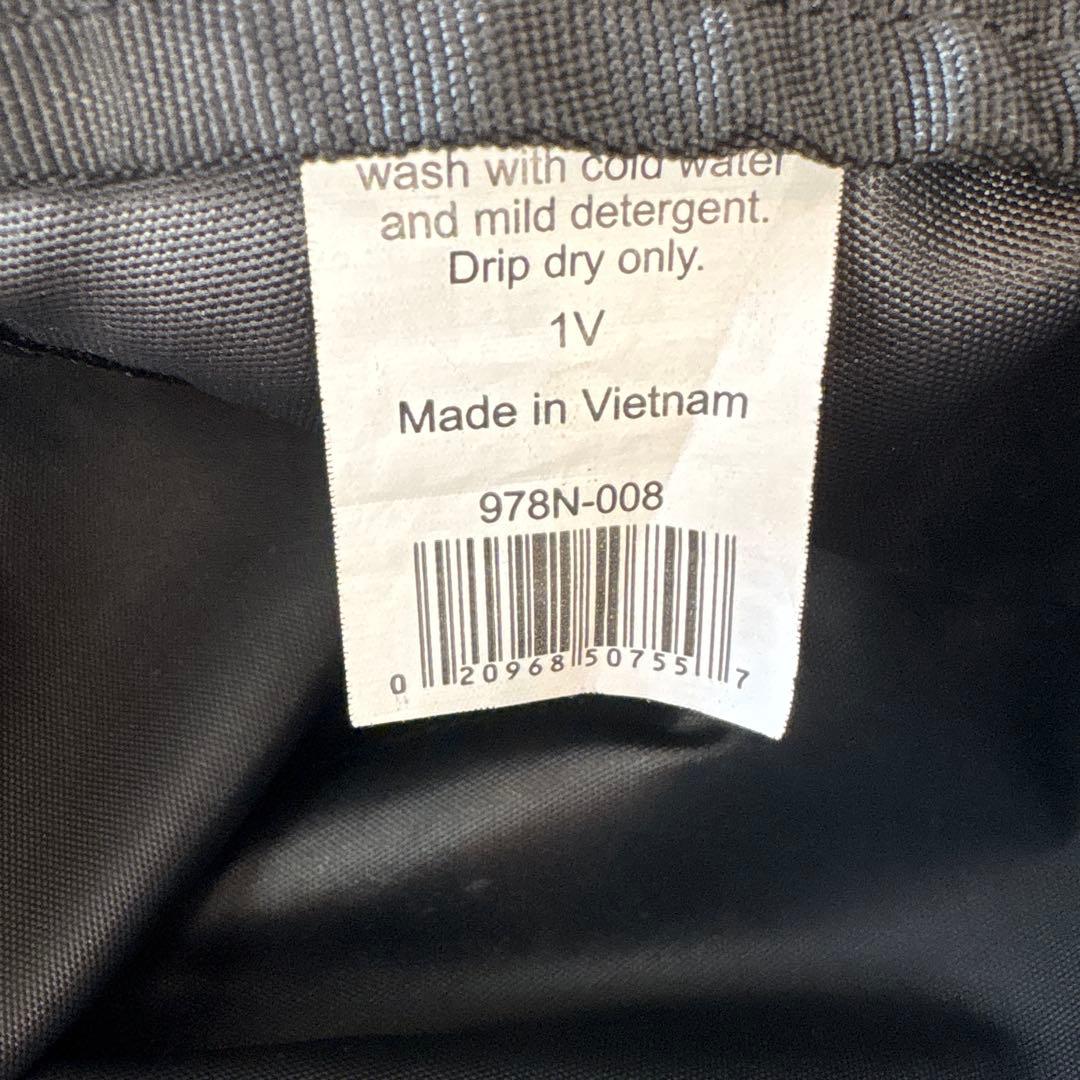 wash with cold water
and mild detergent.
Drip dry only.
1V
Made in Vietnam
978N-008
0 20968 50755 7